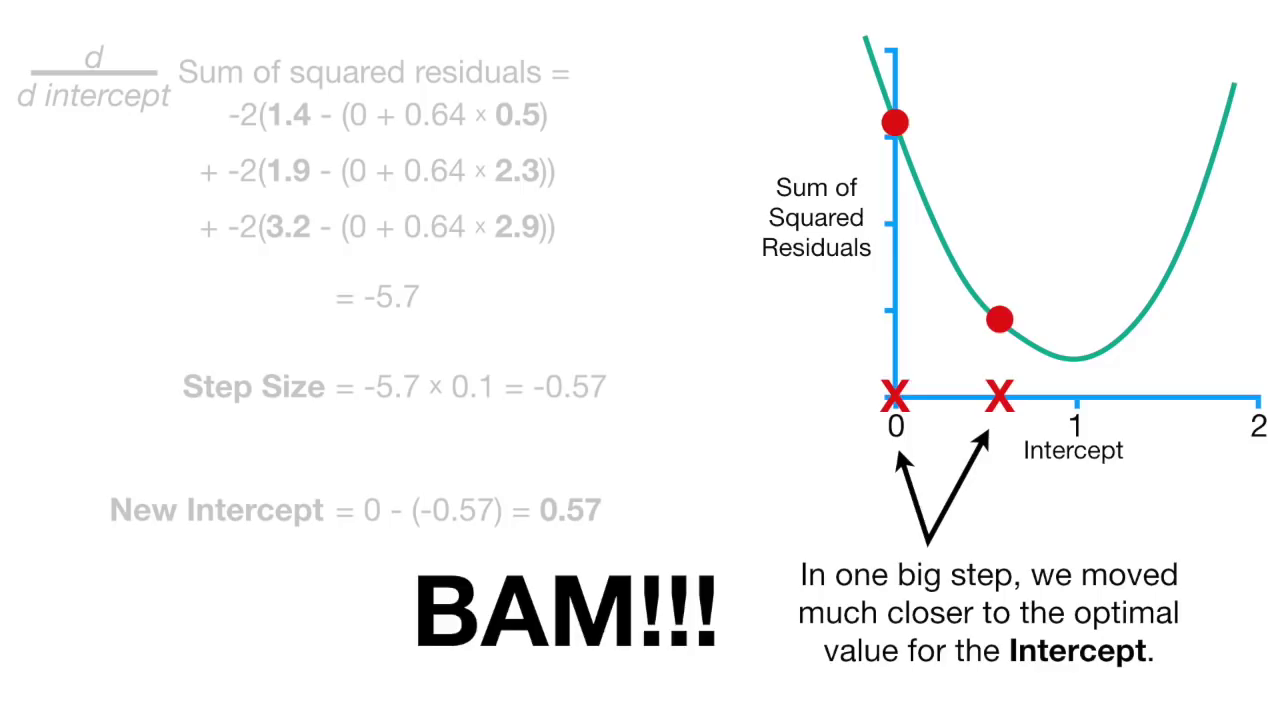 d
d intercept
Sum of squared residuals =
-2(1.4 - (0 + 0.64 × 0.5)
+ -2(1.9 - (0 + 0.64 × 2.3))
+ -2(3.2 - (0 + 0.64 × 2.9))
= -5.7
Step Size = -5.7 × 0.1 = -0.57
New Intercept = 0 - (-0.57) = 0.57
BAM!!!
Sum of
Squared
Residuals
X X
0 1 2
Intercept
In one big step, we moved
much closer to the optimal
value for the Intercept.